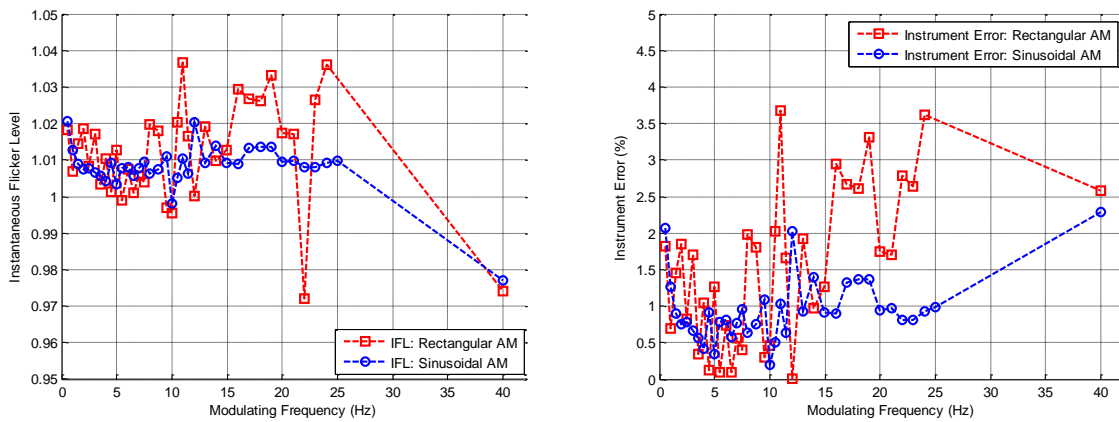 1.05
1.04
1.03
1.02
1.01
1
0.99
0.98
0.97
0.96
0.95
Instantaneous Flicker Level
IFL: Rectangular AM
IFL: Sinusoidal AM
0 5 10 15 20 25 30 35 40
Modulating Frequency (Hz)
5
4.5
4
3.5
3
2.5
2
1.5
1
0.5
0
Instrument Error (%)
Instrument Error: Rectangular AM
Instrument Error: Sinusoidal AM
0 5 10 15 20 25 30 35 40
Modulating Frequency (Hz)